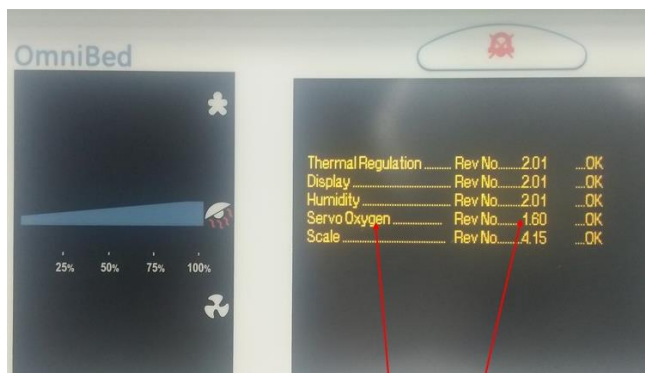 OmniBed
Thermal Regulation ........ Rev No.......2.01 ....OK
Display ........................... Rev No.......2.01 ....OK
Humidity ........................ Rev No.......2.01 ....OK
Servo Oxygen ................ Rev No.......1.60 ....OK
Scale ............................... Rev No.......4.15 ....OK
25% 50% 75% 100%